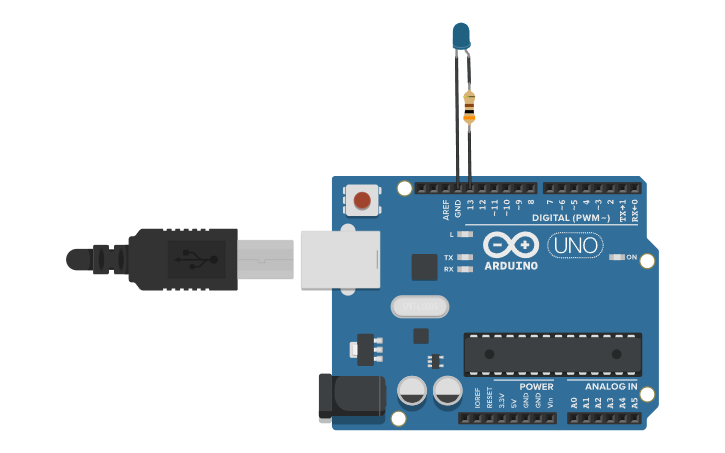 AREF
GND
13
12
~11
~10
~9
8
7
~6
~5
4
~3
2
TX→1
RX←0
DIGITAL (PWM~)
L
TX
RX
ARDUINO
UNO
ON
POWER
ANALOG IN
IOREF
RESET
3.3V
5V
GND
GND
Vin
A0
A1
A2
A3
A4
A5